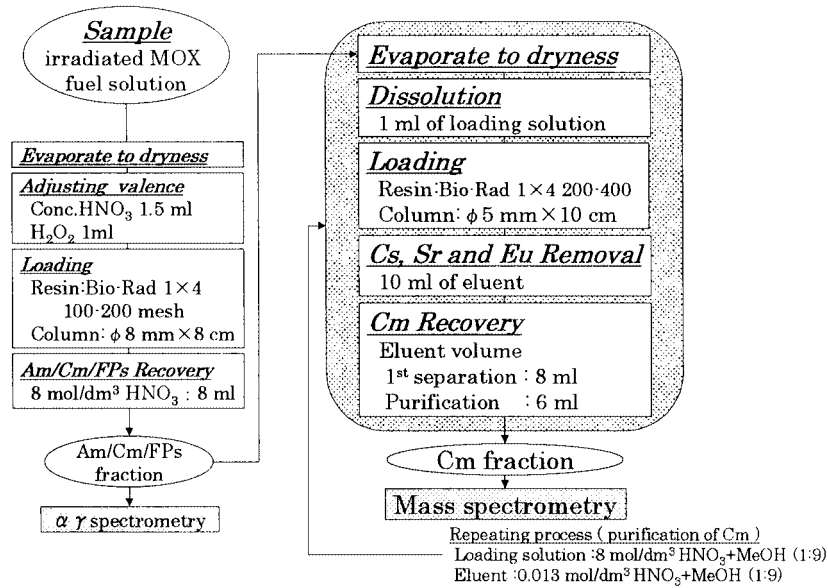 Sample
irradiated MOX
fuel solution
Evaporate to dryness
Adjusting valence
Conc.HNO₃ 1.5 ml
H₂O₂ 1ml
Loading
Resin:Bio-Rad 1×4
100-200 mesh
Column: φ 8 mm×8 cm
Am/Cm/FPs Recovery
8 mol/dm³ HNO₃ : 8 ml
Am/Cm/FPs
fraction
α γ spectrometry
Evaporate to dryness
Dissolution
1 ml of loading solution
Loading
Resin:Bio-Rad 1×4 200-400
Column: φ 5 mm×10 cm
Cs, Sr and Eu Removal
10 ml of eluent
Cm Recovery
Eluent volume
1st separation : 8 ml
Purification : 6 ml
Cm fraction
Mass spectrometry
Repeating process ( purification of Cm )
Loading solution :8 mol/dm³ HNO₃+MeOH (1:9)
Eluent :0.013 mol/dm³ HNO₃+MeOH (1:9)